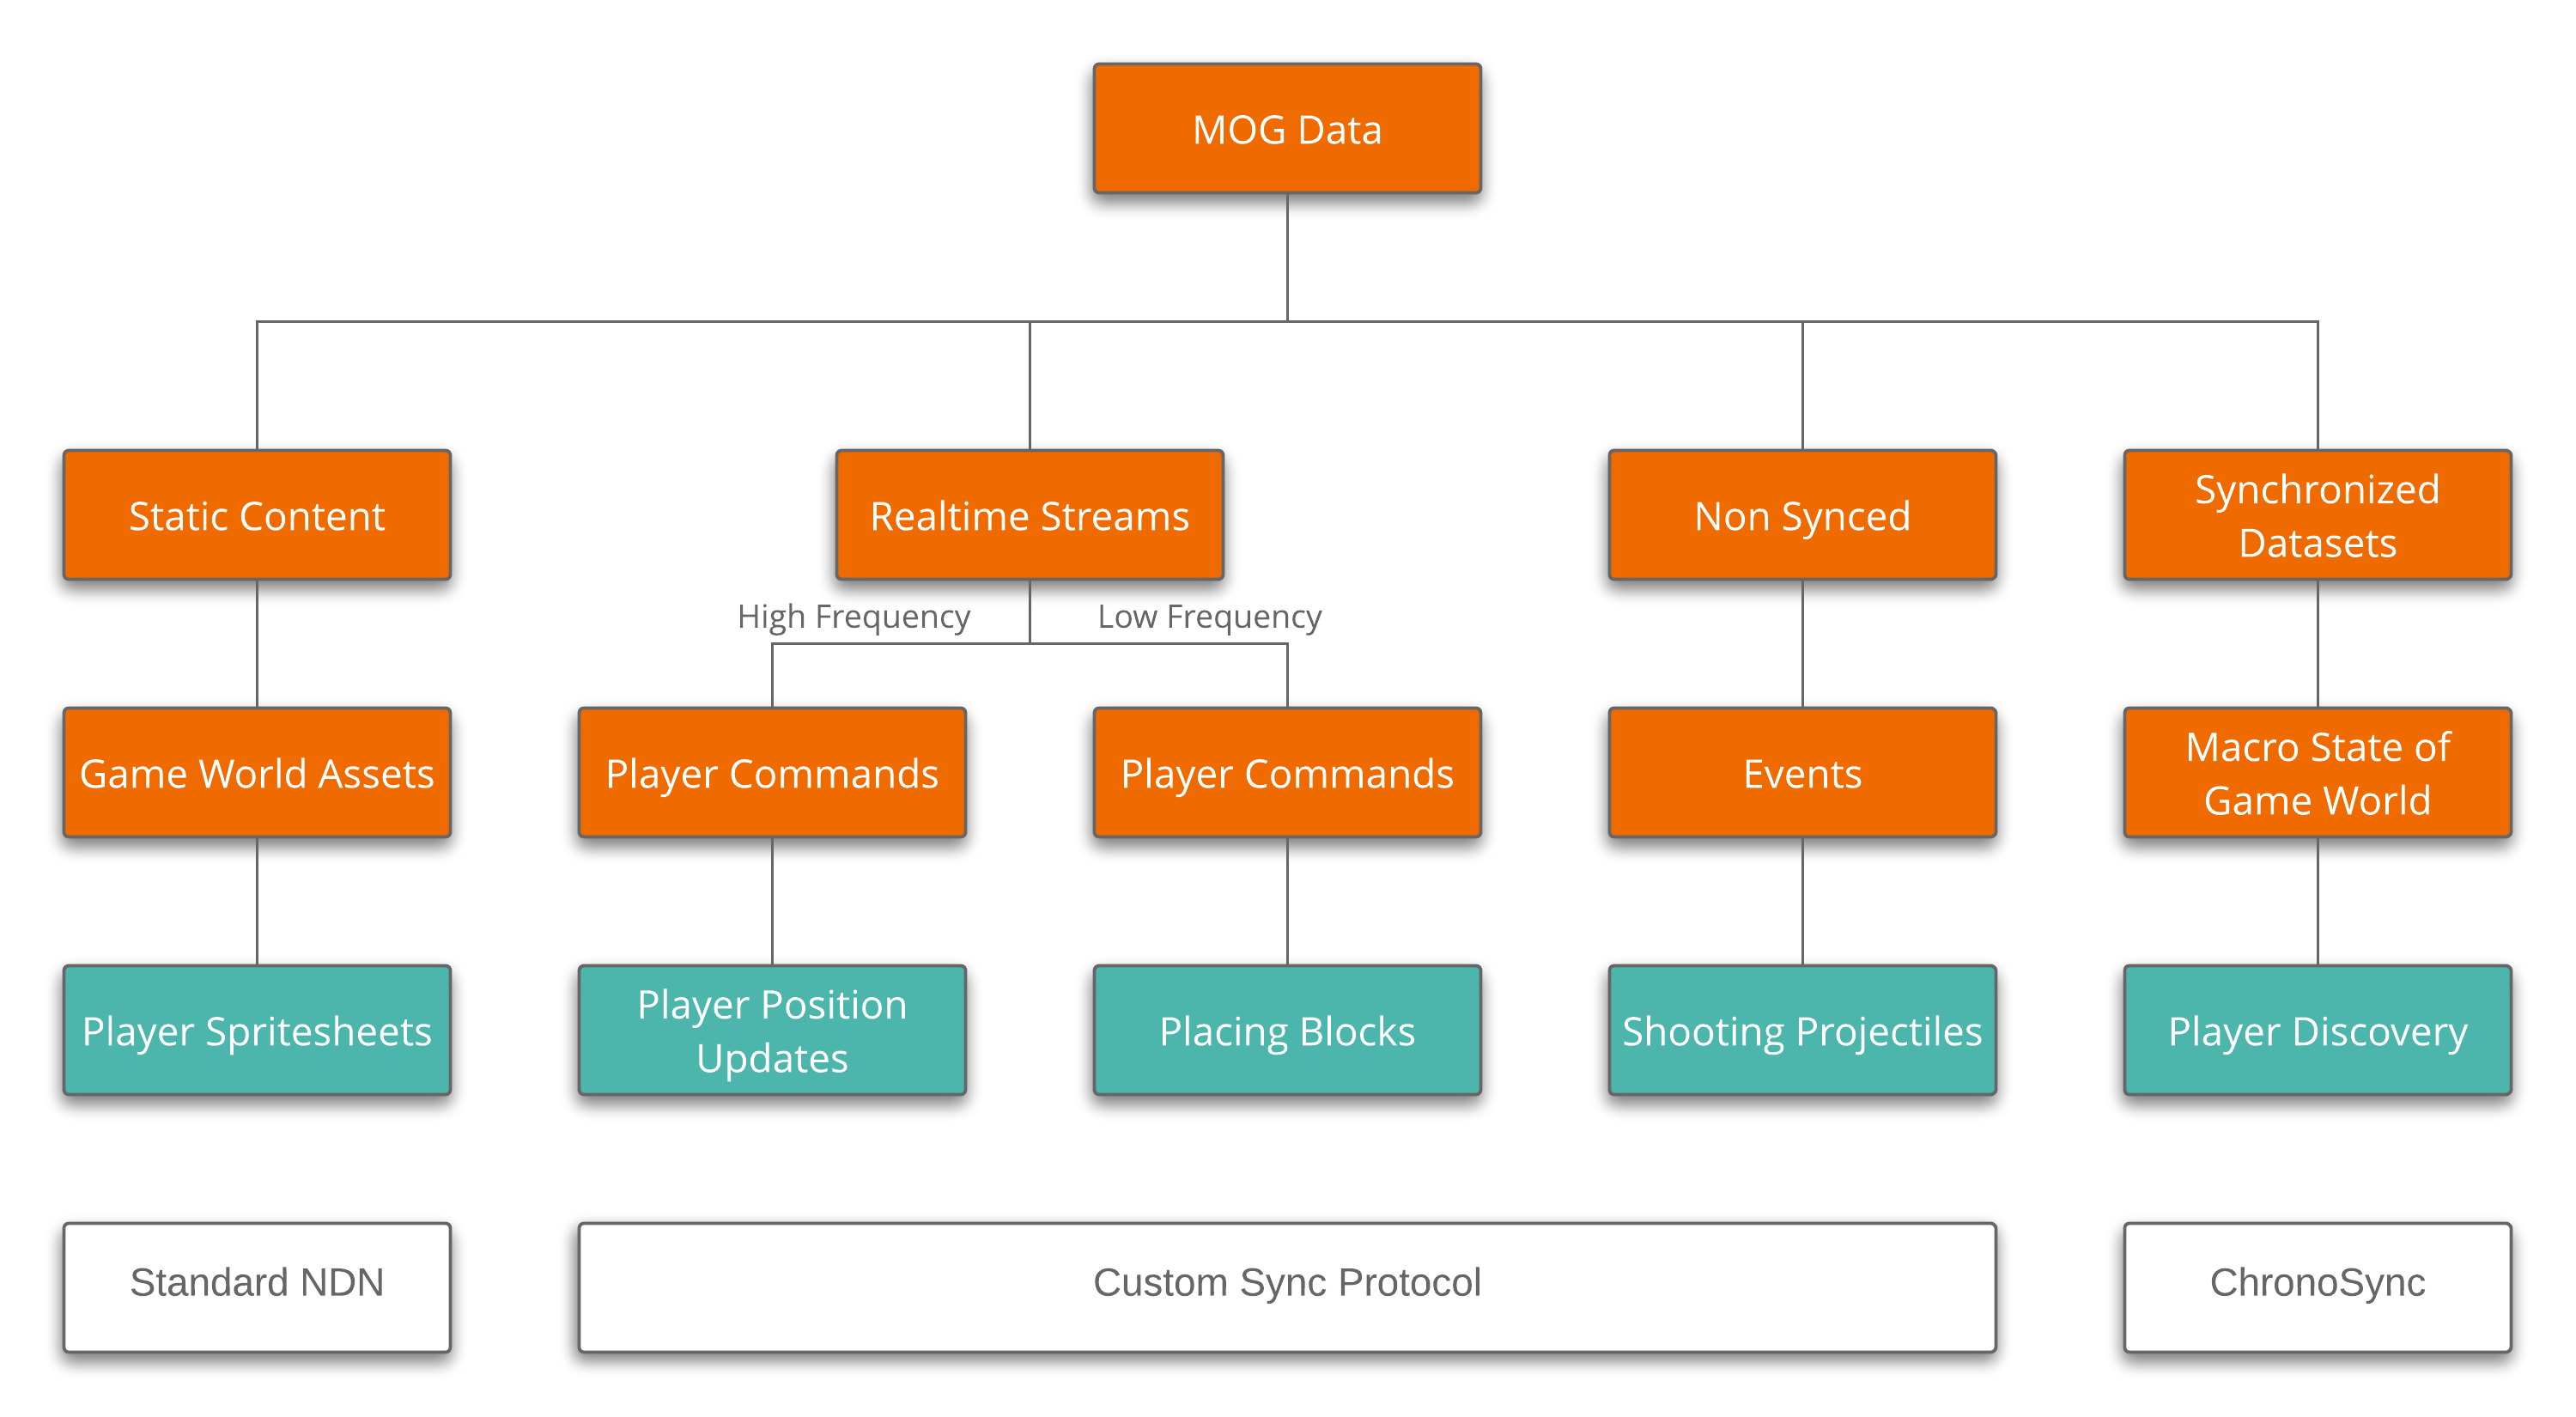 MOG Data
Static Content
Realtime Streams
Non Synced
Synchronized
Datasets
High Frequency
Low Frequency
Game World Assets
Player Commands
Player Commands
Events
Macro State of
Game World
Player Spritesheets
Player Position
Updates
Placing Blocks
Shooting Projectiles
Player Discovery
Standard NDN
Custom Sync Protocol
ChronoSync